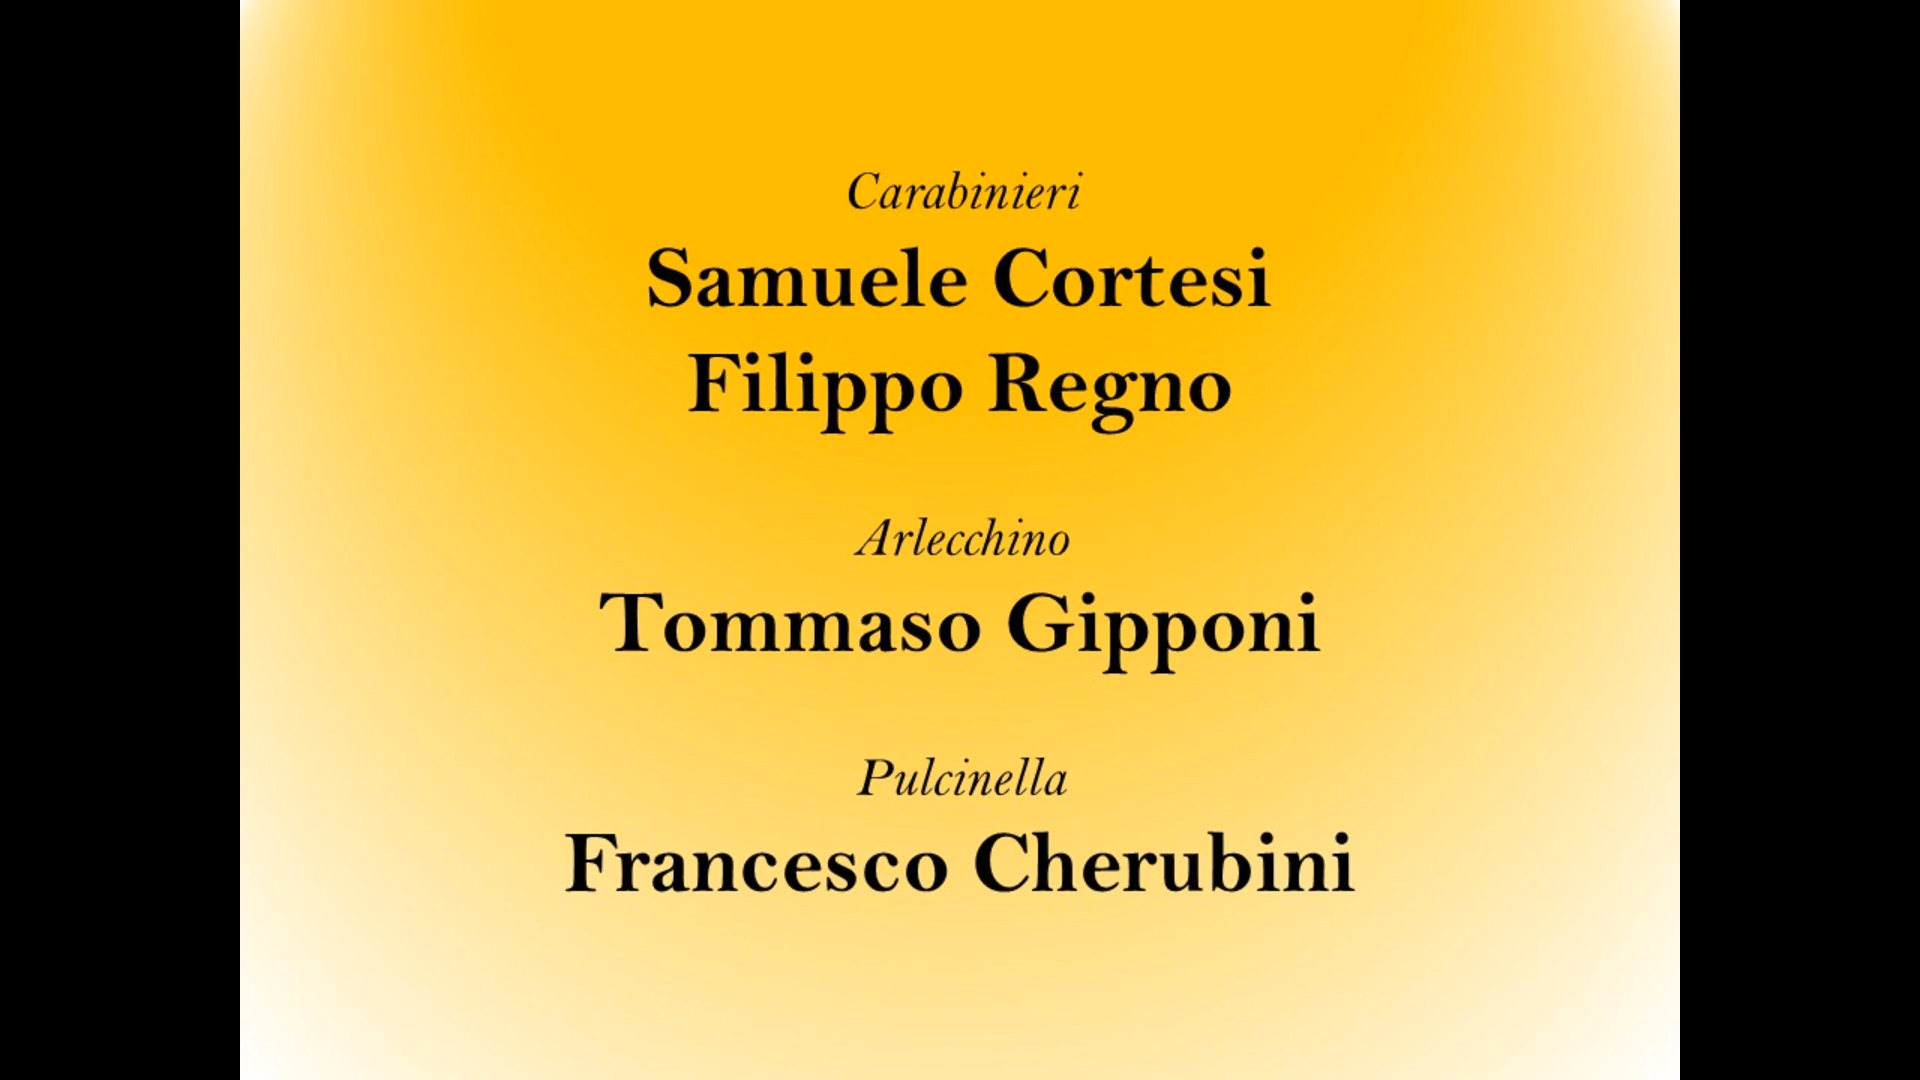 Carabinieri
Samuele Cortesi
Filippo Regno
Arlecchino
Tommaso Gipponi
Pulcinella
Francesco Cherubini